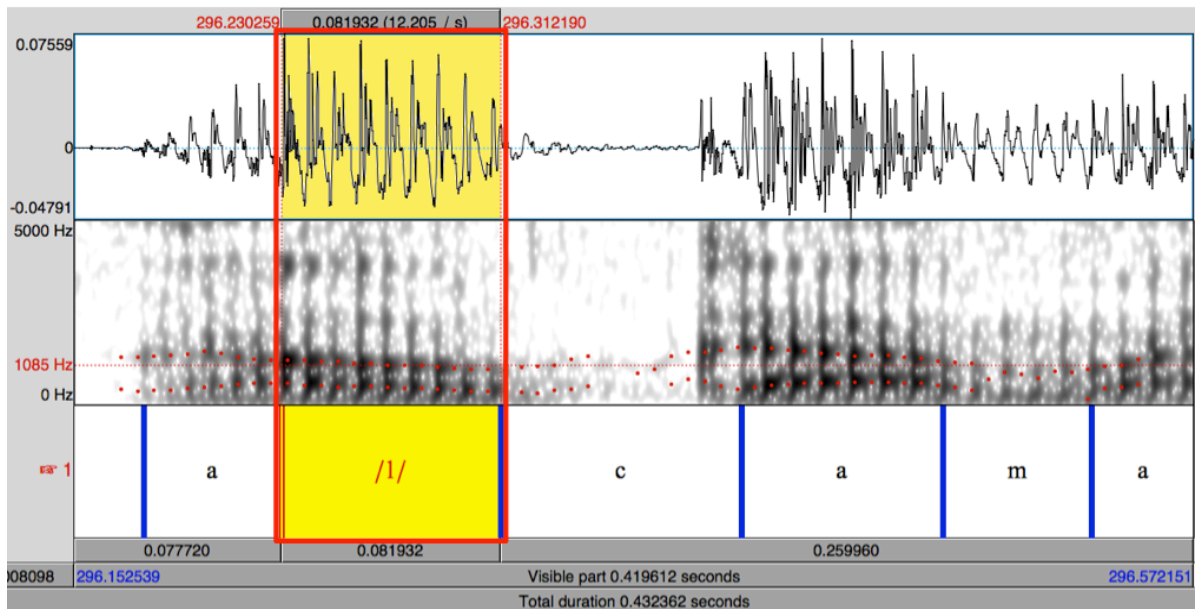 296.230259 0.081932 (12.205 / s) 296.312190
0.07559
0
-0.04791
5000 Hz
1085 Hz
0 Hz
1 a /l/ c a m a
0.077720 0.081932 0.259960
008098 296.152539 Visible part 0.419612 seconds 296.572151
Total duration 0.432362 seconds